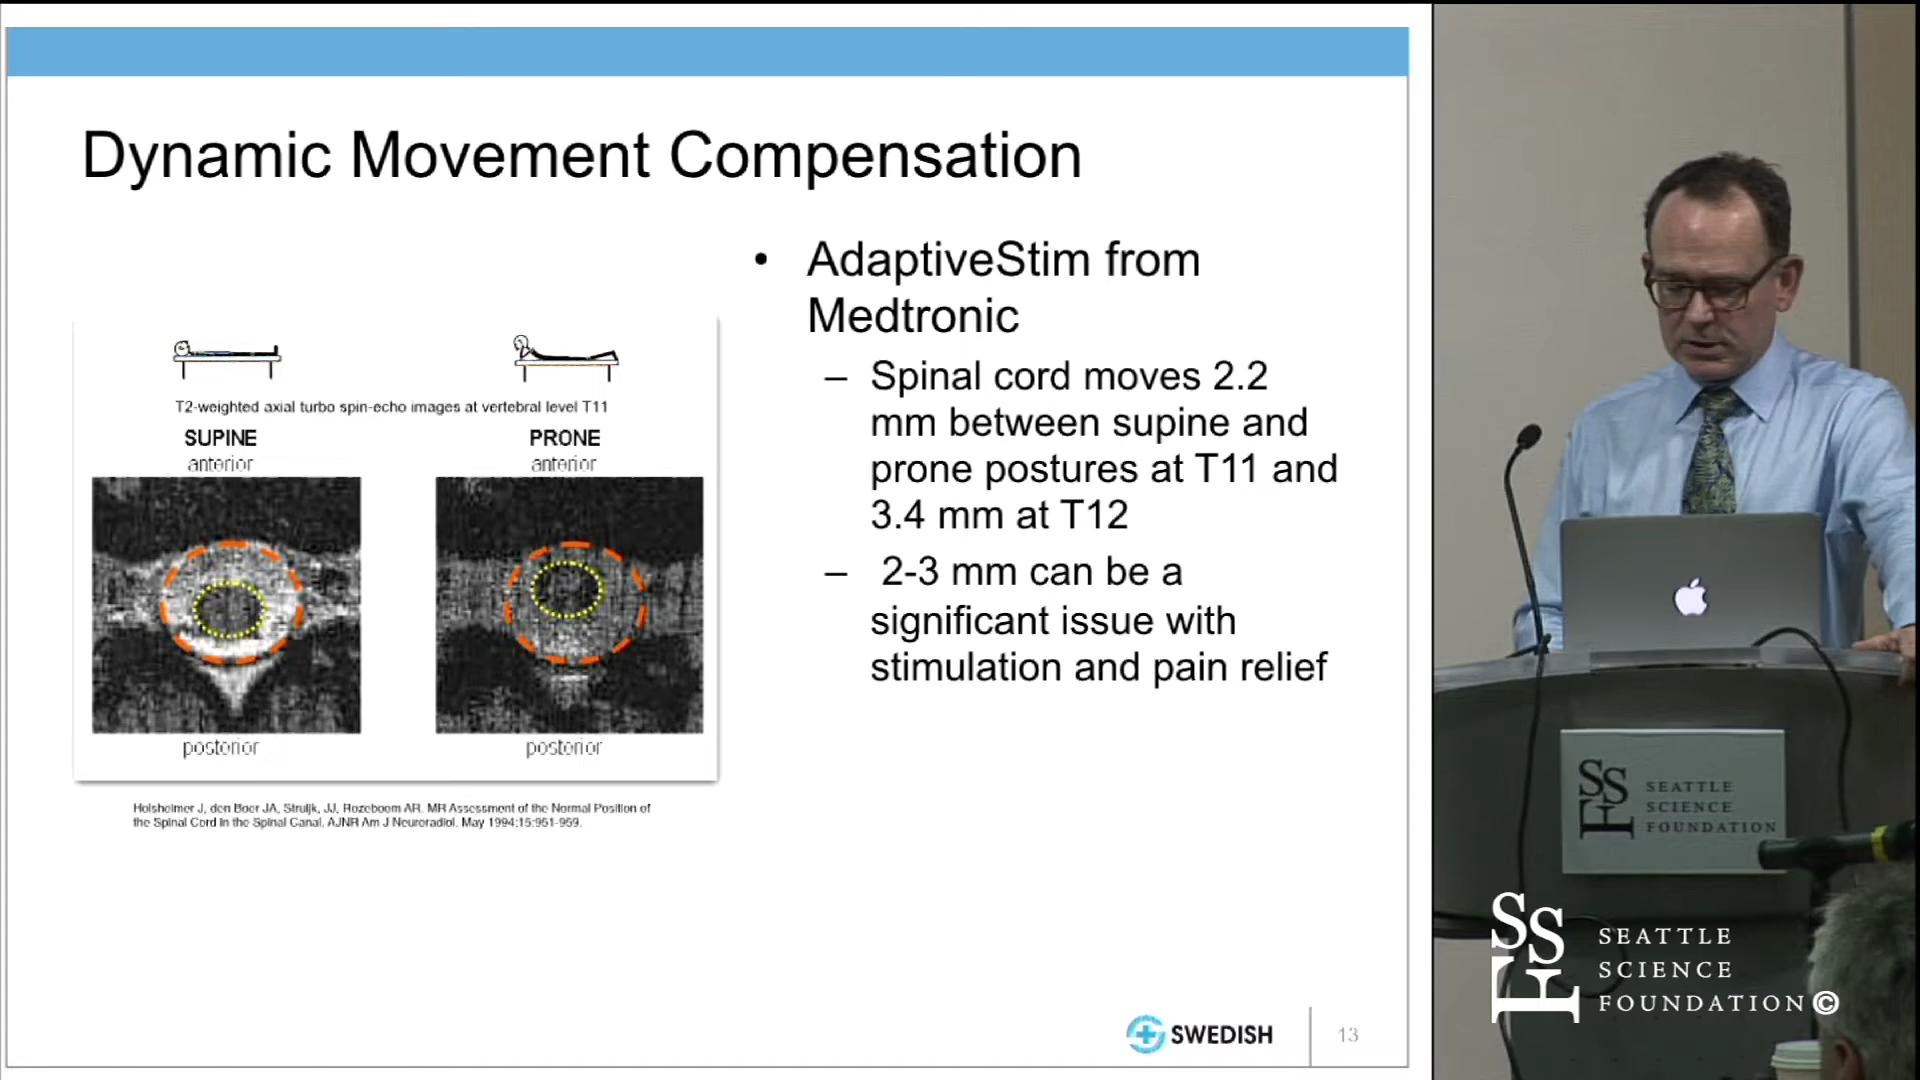 Dynamic Movement Compensation
• AdaptiveStim from
Medtronic
– Spinal cord moves 2.2
mm between supine and
prone postures at T11 and
3.4 mm at T12
– 2-3 mm can be a
significant issue with
stimulation and pain relief
T2-weighted axial turbo spin-echo images at vertebral level T11
SUPINE
anterior
PRONE
anterior
posterior
posterior
Holsheimer J, den Boer JA, Struijk, JJ, Rozeboom AR. MR Assessment of the Normal Position of
the Spinal Cord in the Spinal Canal, AJNR Am J Neuroradiol. May 1994;15:951-959.
SWEDISH
13
SSF
SEATTLE
SCIENCE
FOUNDATION
SSF
SEATTLE
SCIENCE
FOUNDATION©